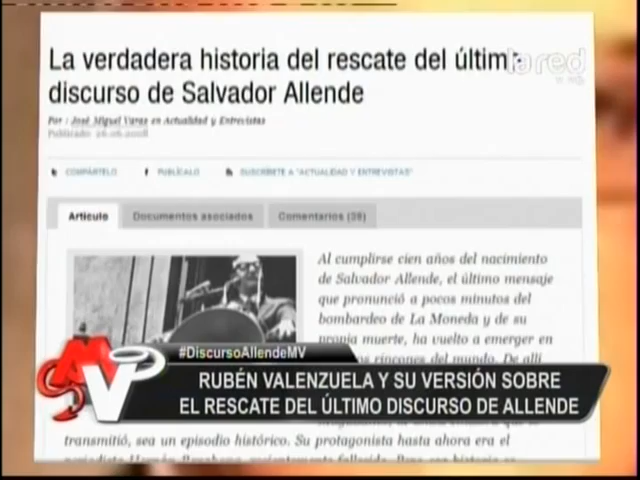 La verdadera historia del rescate del último
discurso de Salvador Allende
la red
Por : José Miguel Varas en Actualidad y Entrevistas
Publicado
COMPÁRTELO PUBLÍCALO SUSCRÍBETE A "ACTUALIDAD Y ENTREVISTAS"
Artículo Documentos asociados Comentarios (39)
Al cumplirse cien años del nacimiento
de Salvador Allende, el último mensaje
que pronunció a pocos minutos del
bombardeo de La Moneda y de su
propia muerte, ha vuelto a emerger en
rincones del mundo. De allí
#DiscursoAllendeMV
MV
RUBÉN VALENZUELA Y SU VERSIÓN SOBRE
EL RESCATE DEL ÚLTIMO DISCURSO DE ALLENDE
transmitió, sea un episodio histórico. Su protagonista hasta ahora era el